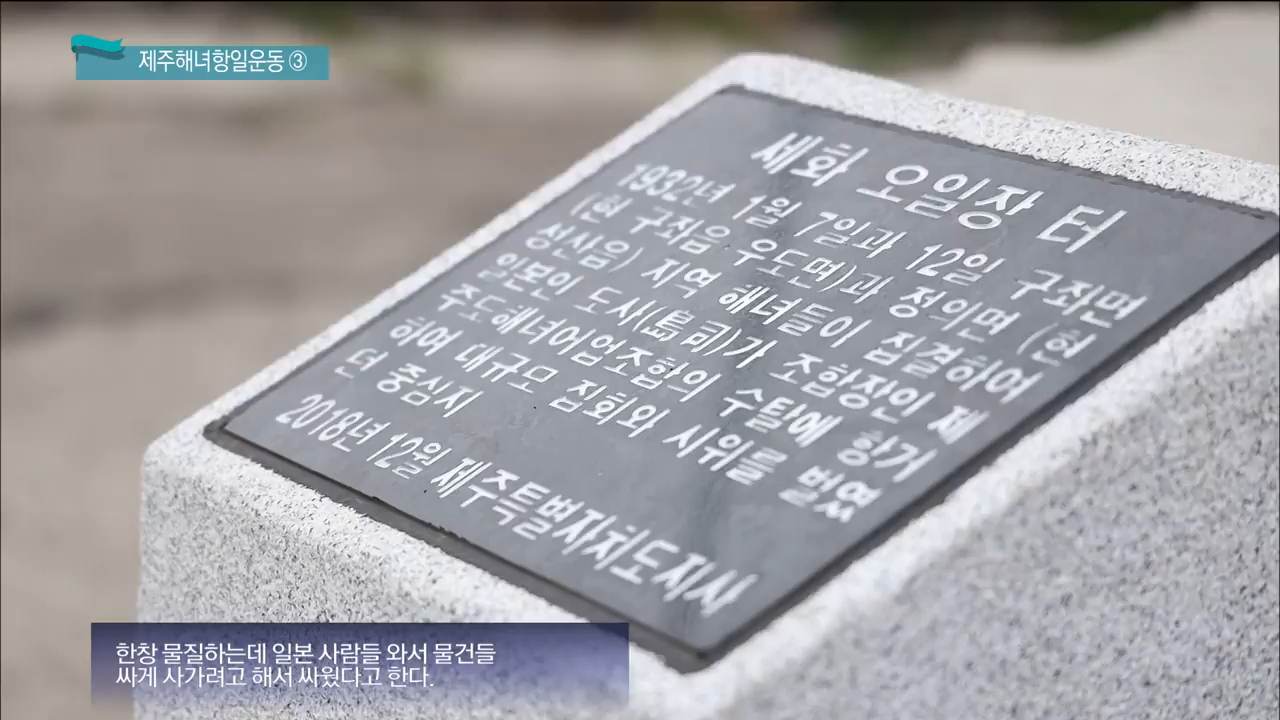 제주해녀항일운동 ③
세화 오일장 터
1932년 1월 7일과 12일 구좌면
(현 구좌읍 우도면)과 정의면 (현
성산읍) 지역 해녀들이 집결하여
일본인 도사(島司)가 조합장인 제
주도해녀어업조합의 수탈에 항거
하여 대규모 집회와 시위를 벌였
던 중심지
2018년 12월 제주특별자치도지사
한창 물질하는데 일본 사람들 와서 물건들
싸게 사가려고 해서 싸웠다고 한다.